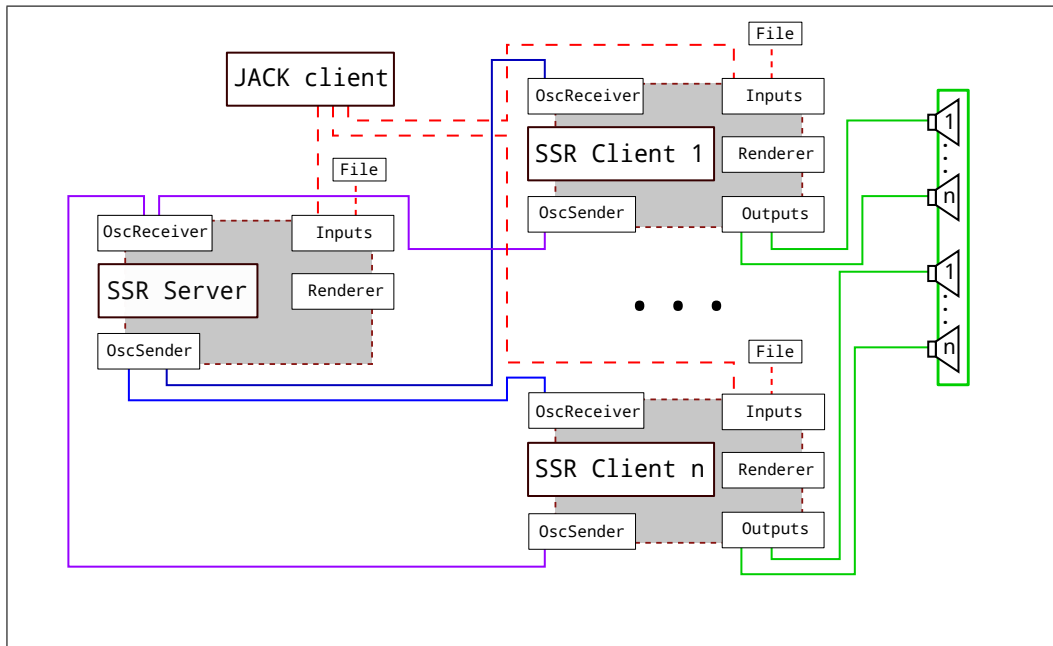 JACK client
File
OscReceiver
Inputs
SSR Client 1
Renderer
OscSender
Outputs
1
n
File
OscReceiver
Inputs
SSR Server
Renderer
OscSender
1
n
File
OscReceiver
Inputs
SSR Client n
Renderer
OscSender
Outputs